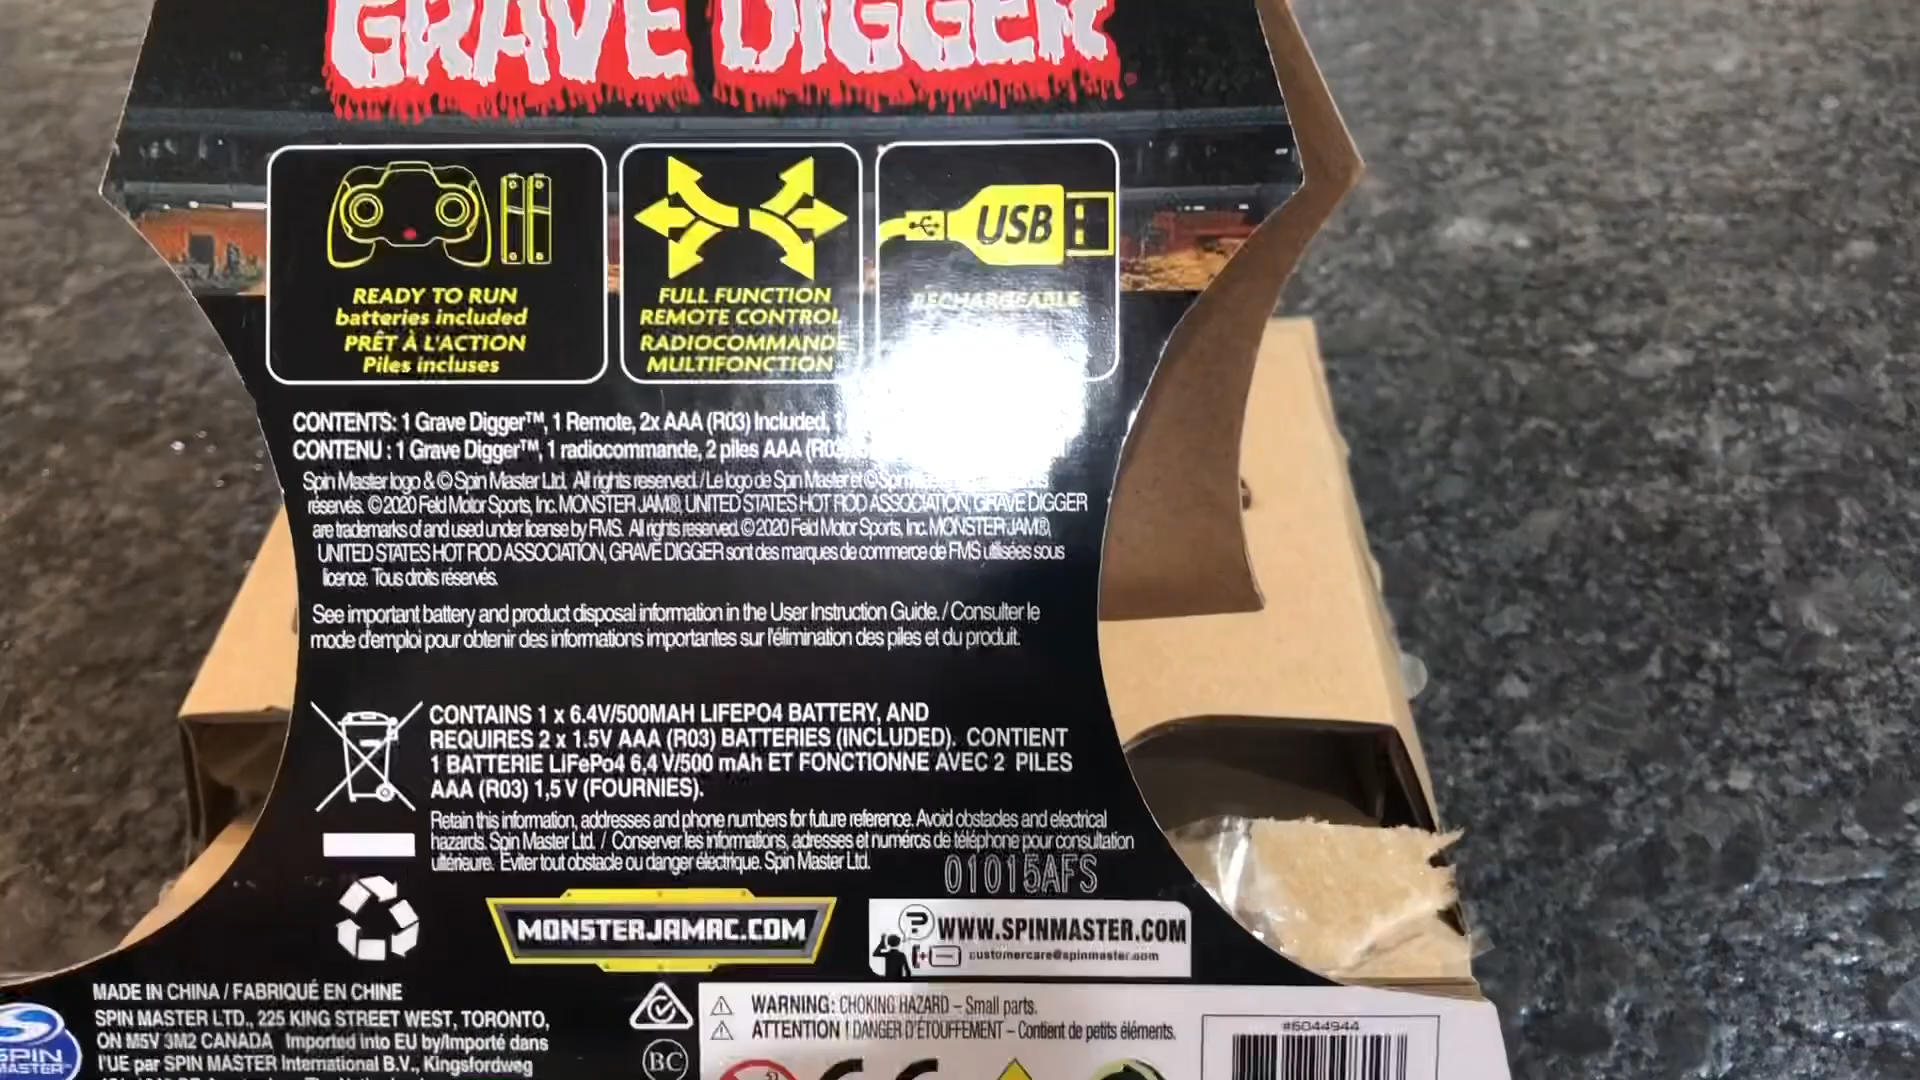 GRAVE DIGGER
READY TO RUN
batteries included
PRÊT À L'ACTION
Piles incluses
FULL FUNCTION
REMOTE CONTROL
RADIOCOMMANDE
MULTIFONCTION
USB
RECHARGEABLE
CONTENTS: 1 Grave Digger™, 1 Remote, 2x AAA (R03) Included, 1
CONTENU : 1 Grave Digger™, 1 radiocommande, 2 piles AAA (R03)
Spin Master logo & © Spin Master Ltd. All rights reserved. / Le logo de Spin Master et ©
réservés. © 2020 Feld Motor Sports, Inc. MONSTER JAM®, UNITED STATES HOT ROD ASSOCIATION, GRAVE DIGGER
are trademarks of and used under license by FMS. All rights reserved. © 2020 Feld Motor Sports, Inc. MONSTER JAM®,
UNITED STATES HOT ROD ASSOCIATION, GRAVE DIGGER sont des marques de commerce de FMS utilisées sous
licence. Tous droits réservés.
See important battery and product disposal information in the User Instruction Guide. / Consulter le
mode d'emploi pour obtenir des informations importantes sur l'élimination des piles et du produit.
CONTAINS 1 x 6.4V/500MAH LIFEPO4 BATTERY, AND
REQUIRES 2 x 1.5V AAA (R03) BATTERIES (INCLUDED). CONTIENT
1 BATTERIE LiFePo4 6,4 V/500 mAh ET FONCTIONNE AVEC 2 PILES
AAA (R03) 1,5 V (FOURNIES).
Retain this information, addresses and phone numbers for future reference. Avoid obstacles and electrical
hazards. Spin Master Ltd. / Conserver les informations, adresses et numéros de téléphone pour consultation
ultérieure. Éviter tout obstacle ou danger électrique. Spin Master Ltd.
01015AFS
MONSTERJAMRC.COM
WWW.SPINMASTER.COM
customercare@spinmaster.com
MADE IN CHINA / FABRIQUÉ EN CHINE
SPIN MASTER LTD., 225 KING STREET WEST, TORONTO,
ON M5V 3M2 CANADA Imported into EU by/Importé dans
l'UE par SPIN MASTER International B.V., Kingsfordweg
SPIN
MASTER™
BC
WARNING: CHOKING HAZARD – Small parts.
ATTENTION ! DANGER D'ÉTOUFFEMENT – Contient de petits éléments.
#6044944